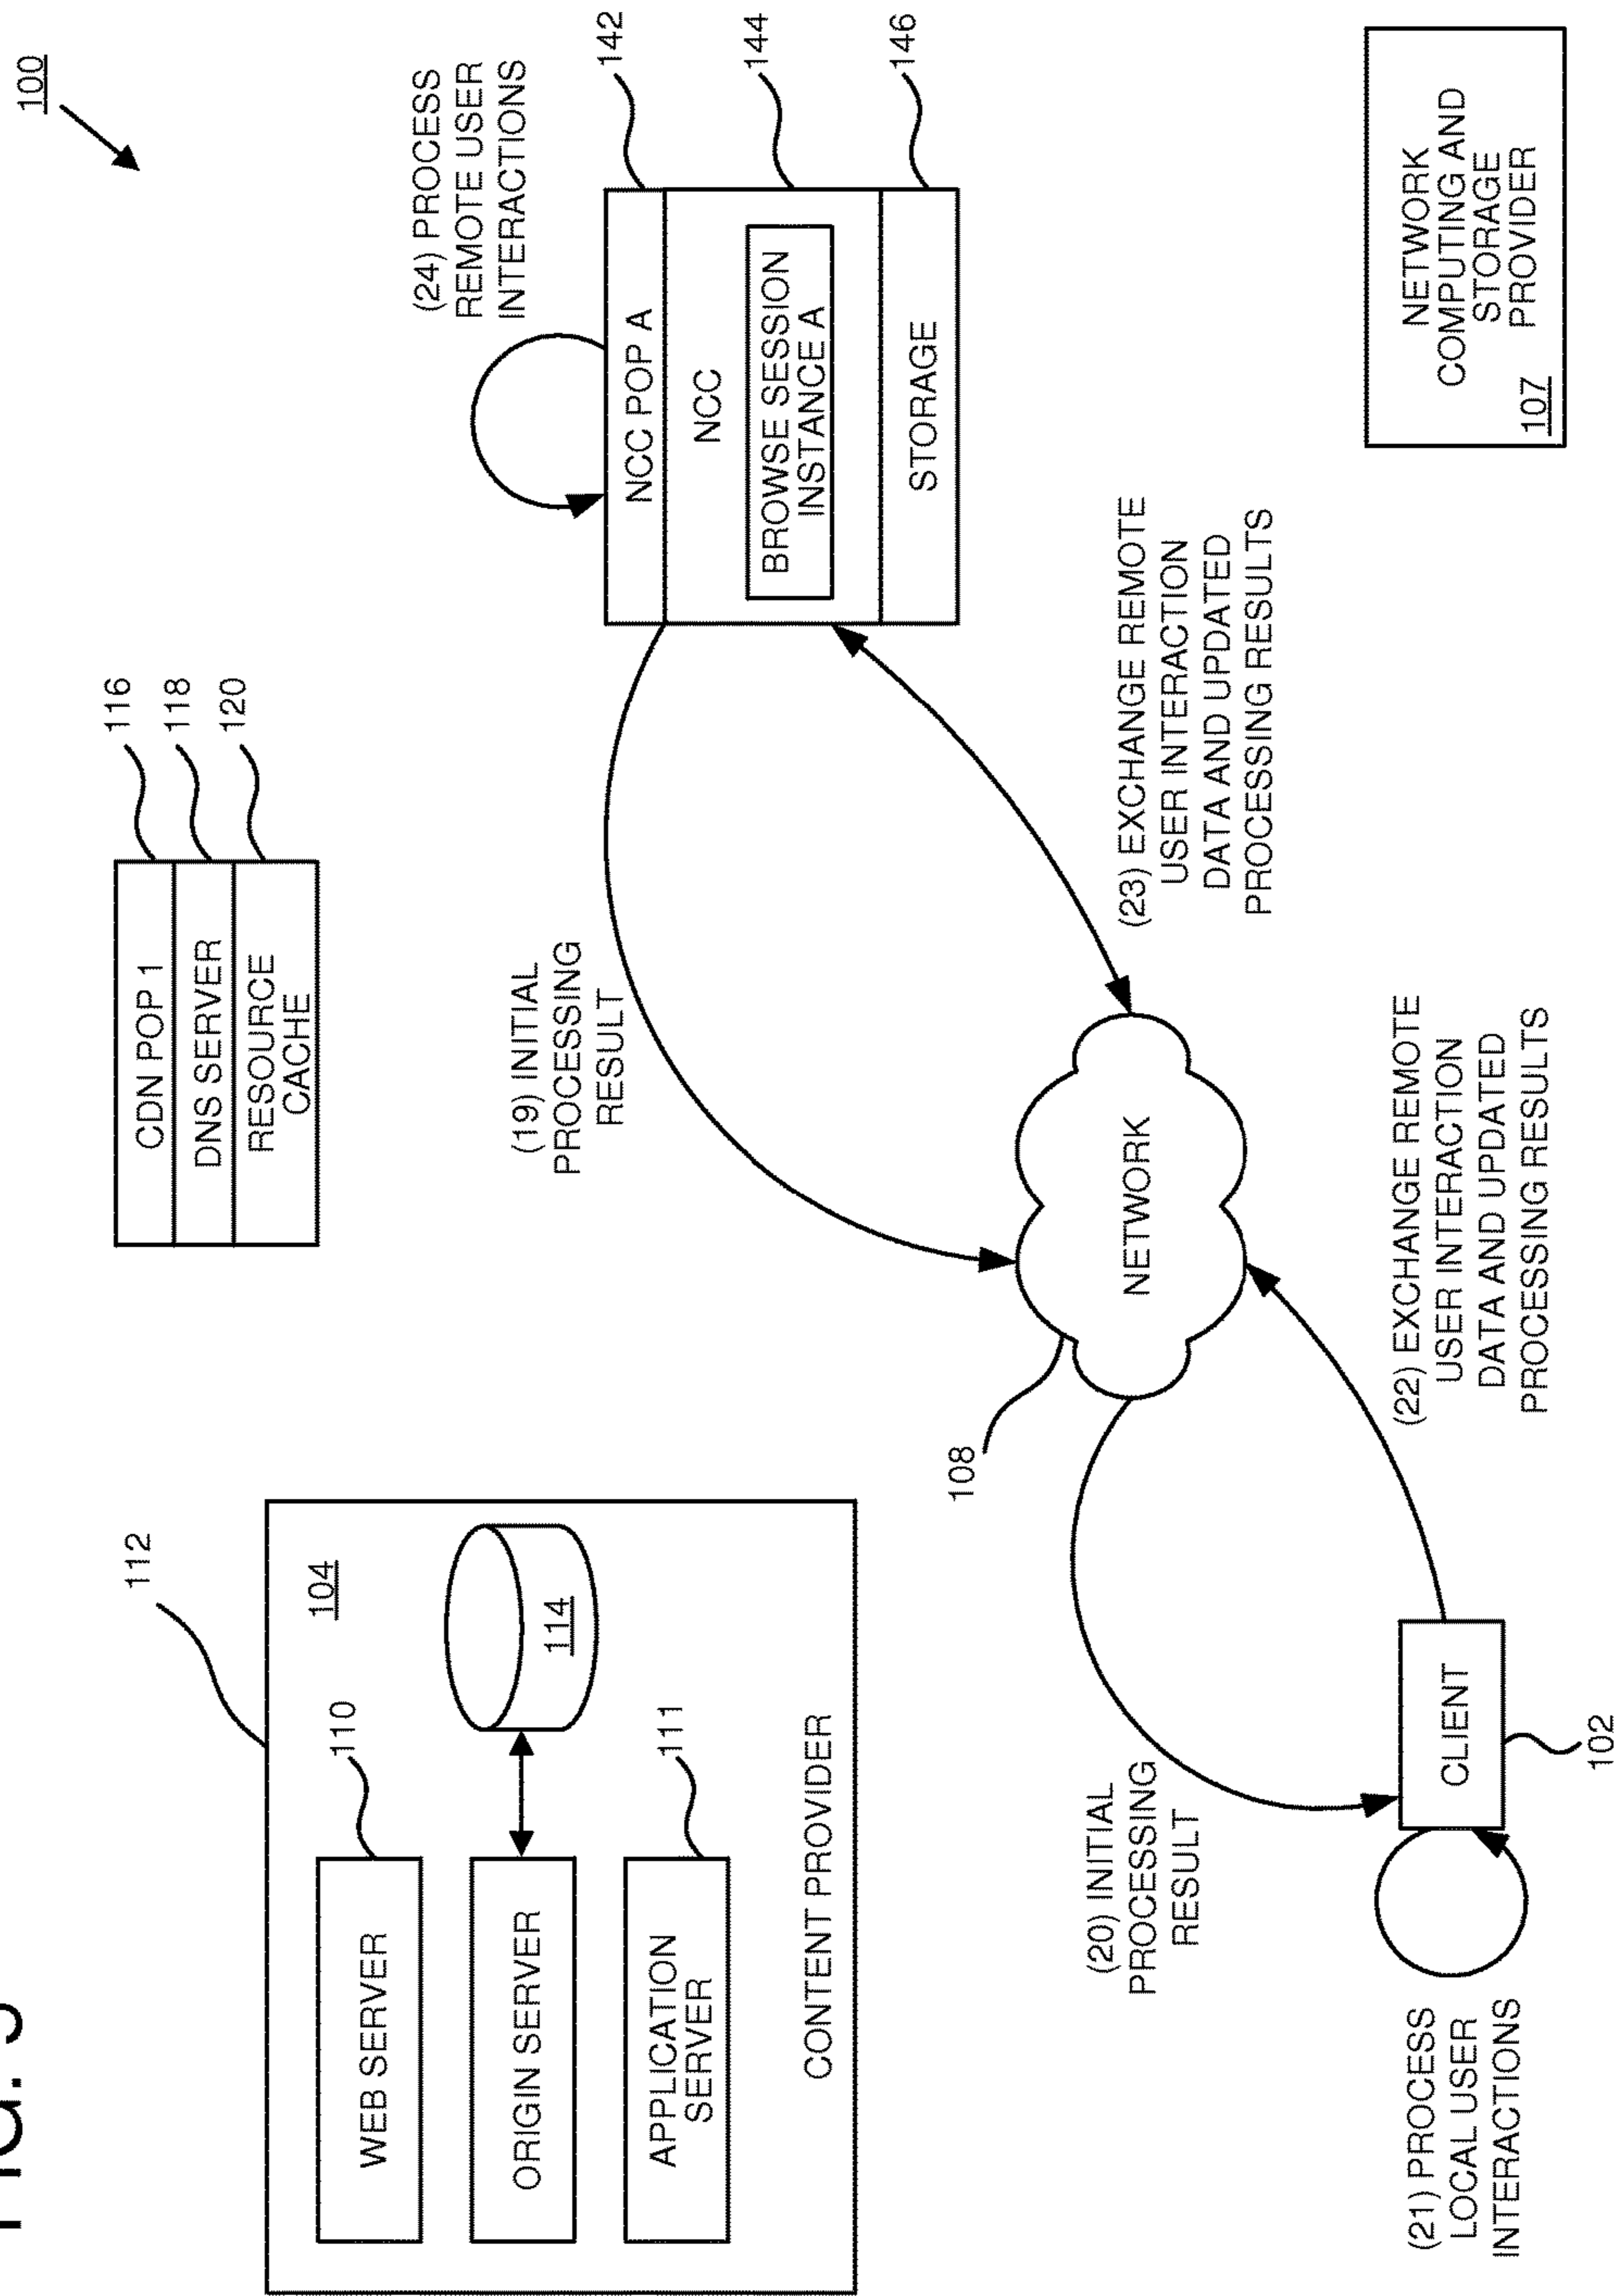 100
112
104
110
WEB SERVER
ORIGIN SERVER
114
111
APPLICATION
SERVER
CONTENT PROVIDER
CDN POP 1
DNS SERVER
RESOURCE
CACHE
116
118
120
(24) PROCESS
REMOTE USER
INTERACTIONS
142
144
146
NCC POP A
NCC
BROWSE SESSION
INSTANCE A
STORAGE
(19) INITIAL
PROCESSING
RESULT
108
NETWORK
(23) EXCHANGE REMOTE
USER INTERACTION
DATA AND UPDATED
PROCESSING RESULTS
NETWORK
COMPUTING AND
STORAGE
PROVIDER
107
(20) INITIAL
PROCESSING
RESULT
(22) EXCHANGE REMOTE
USER INTERACTION
DATA AND UPDATED
PROCESSING RESULTS
(21) PROCESS
LOCAL USER
INTERACTIONS
CLIENT
102